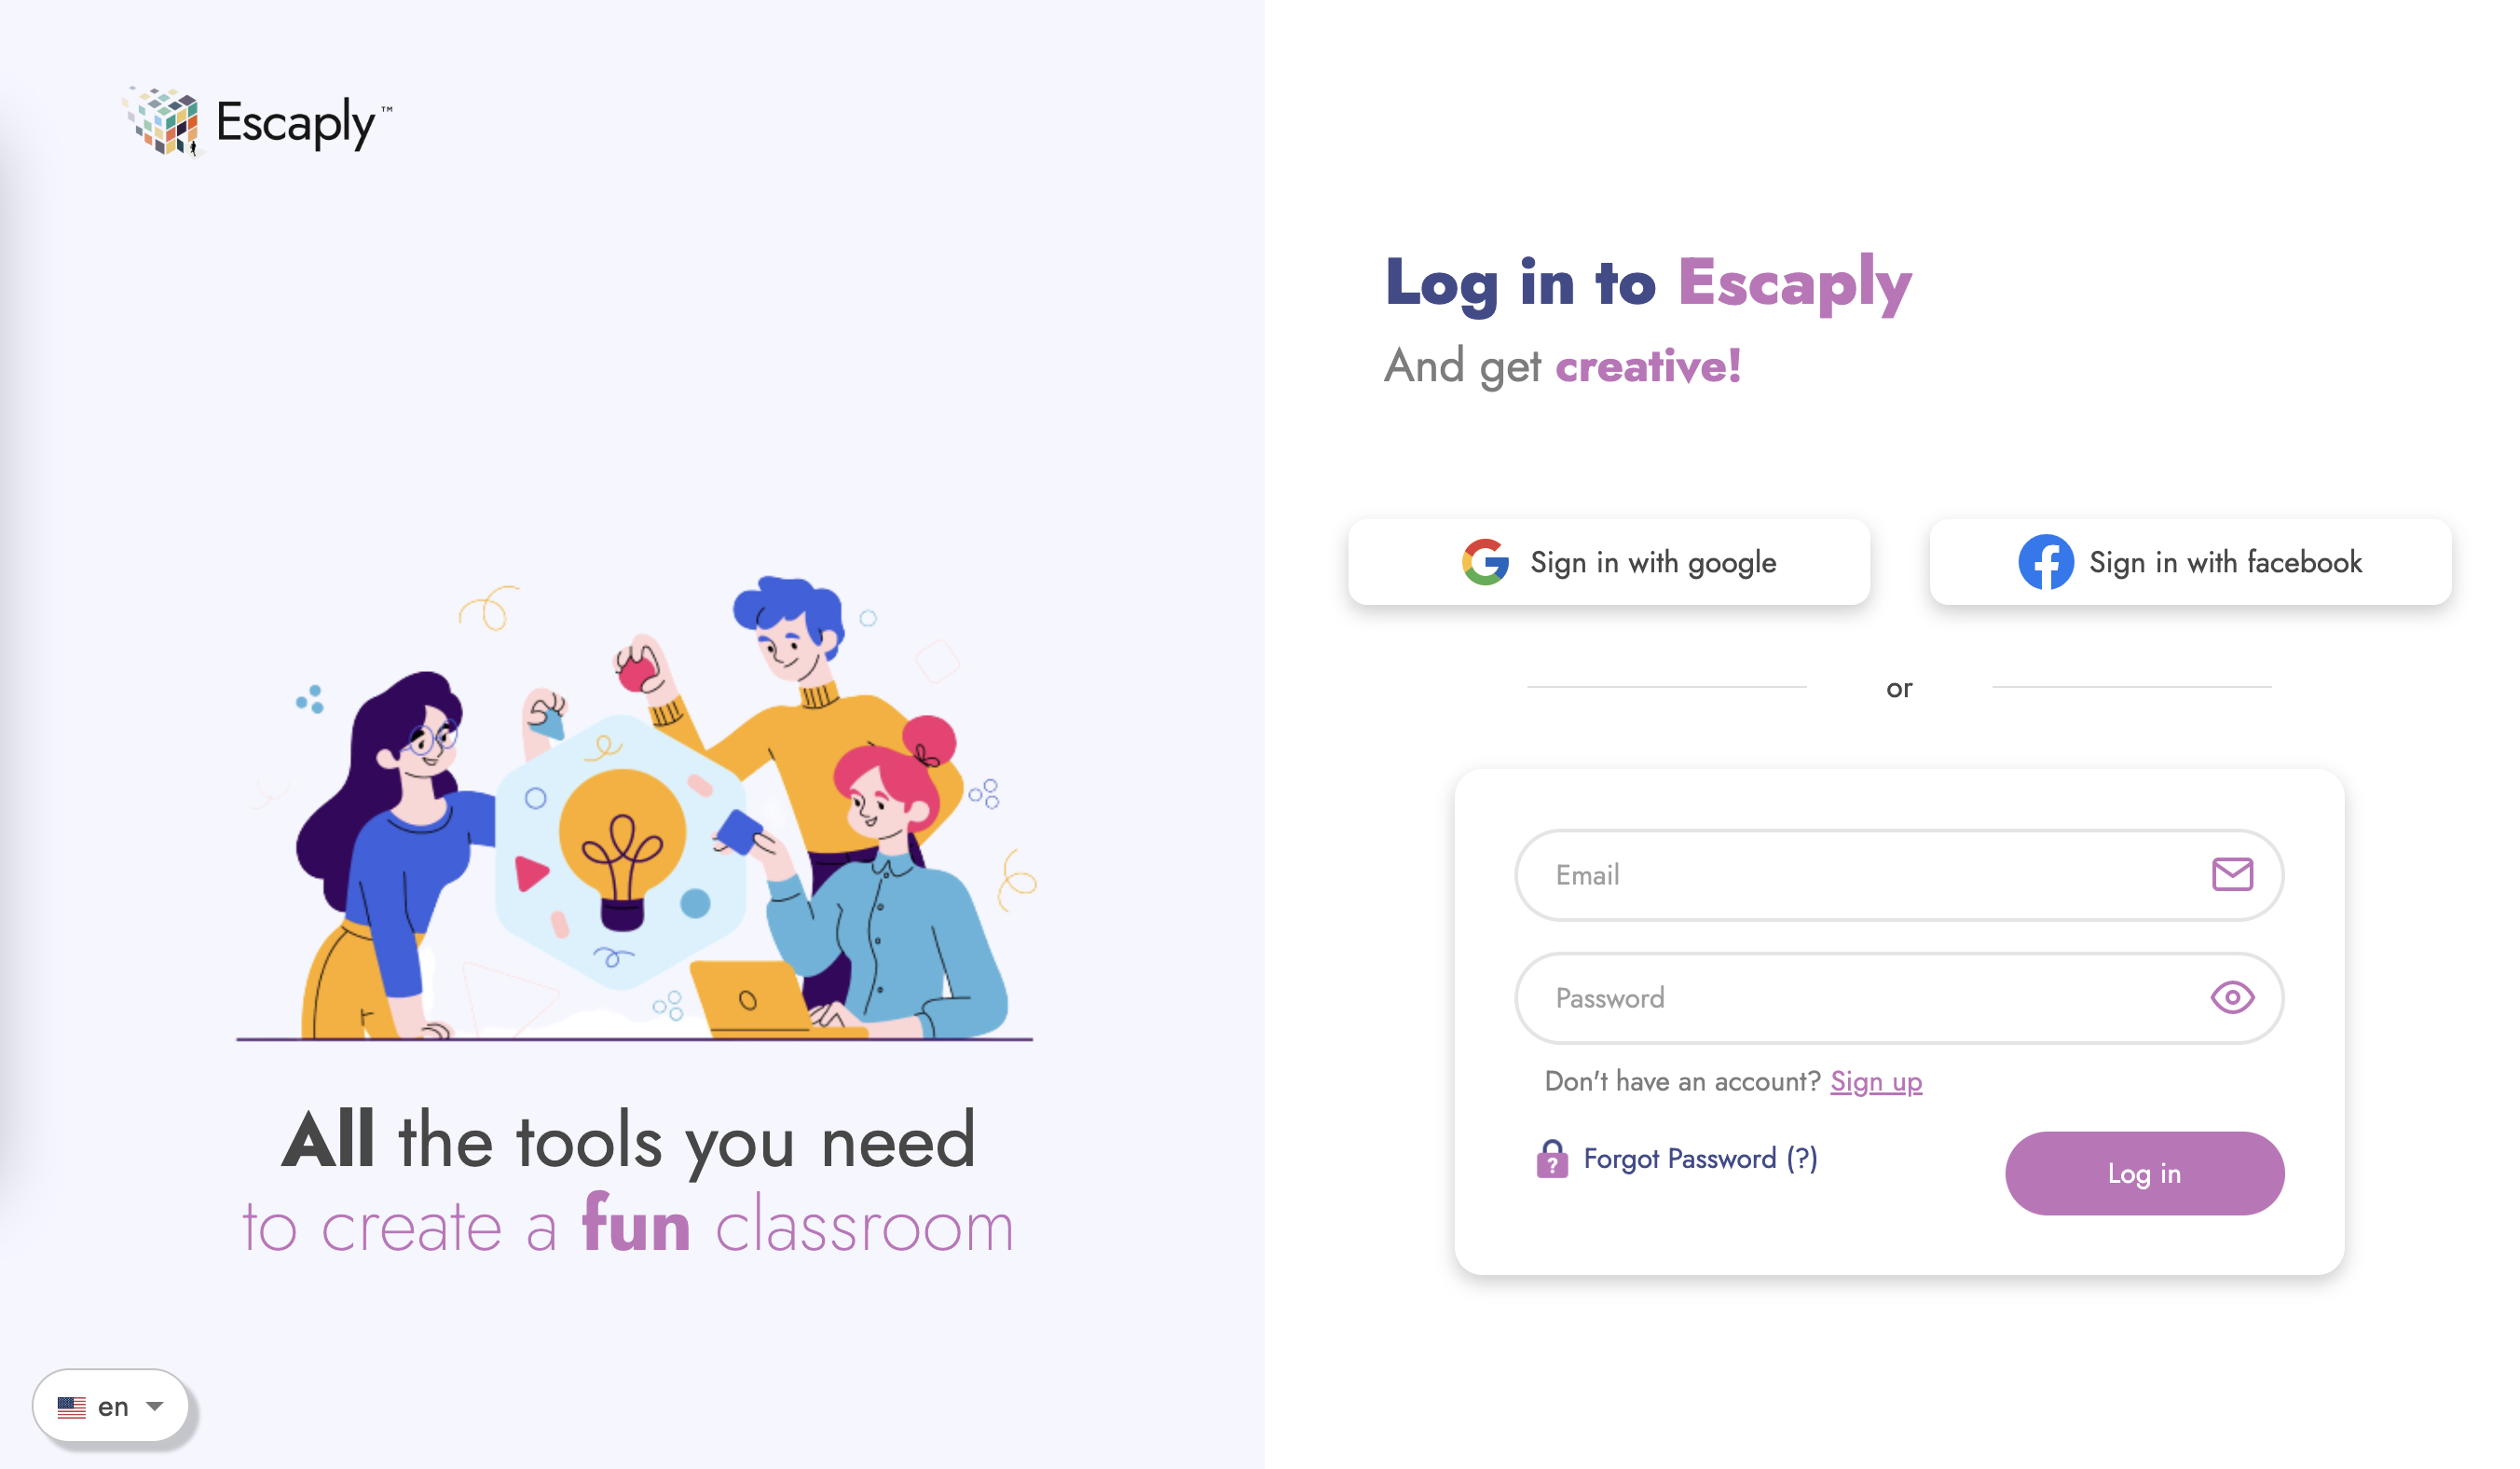 Escaply™
Log in to Escaply
And get creative!
Sign in with google
Sign in with facebook
or
Email
Password
Don't have an account? Sign up
Forgot Password (?)
Log in
All the tools you need
to create a fun classroom
en